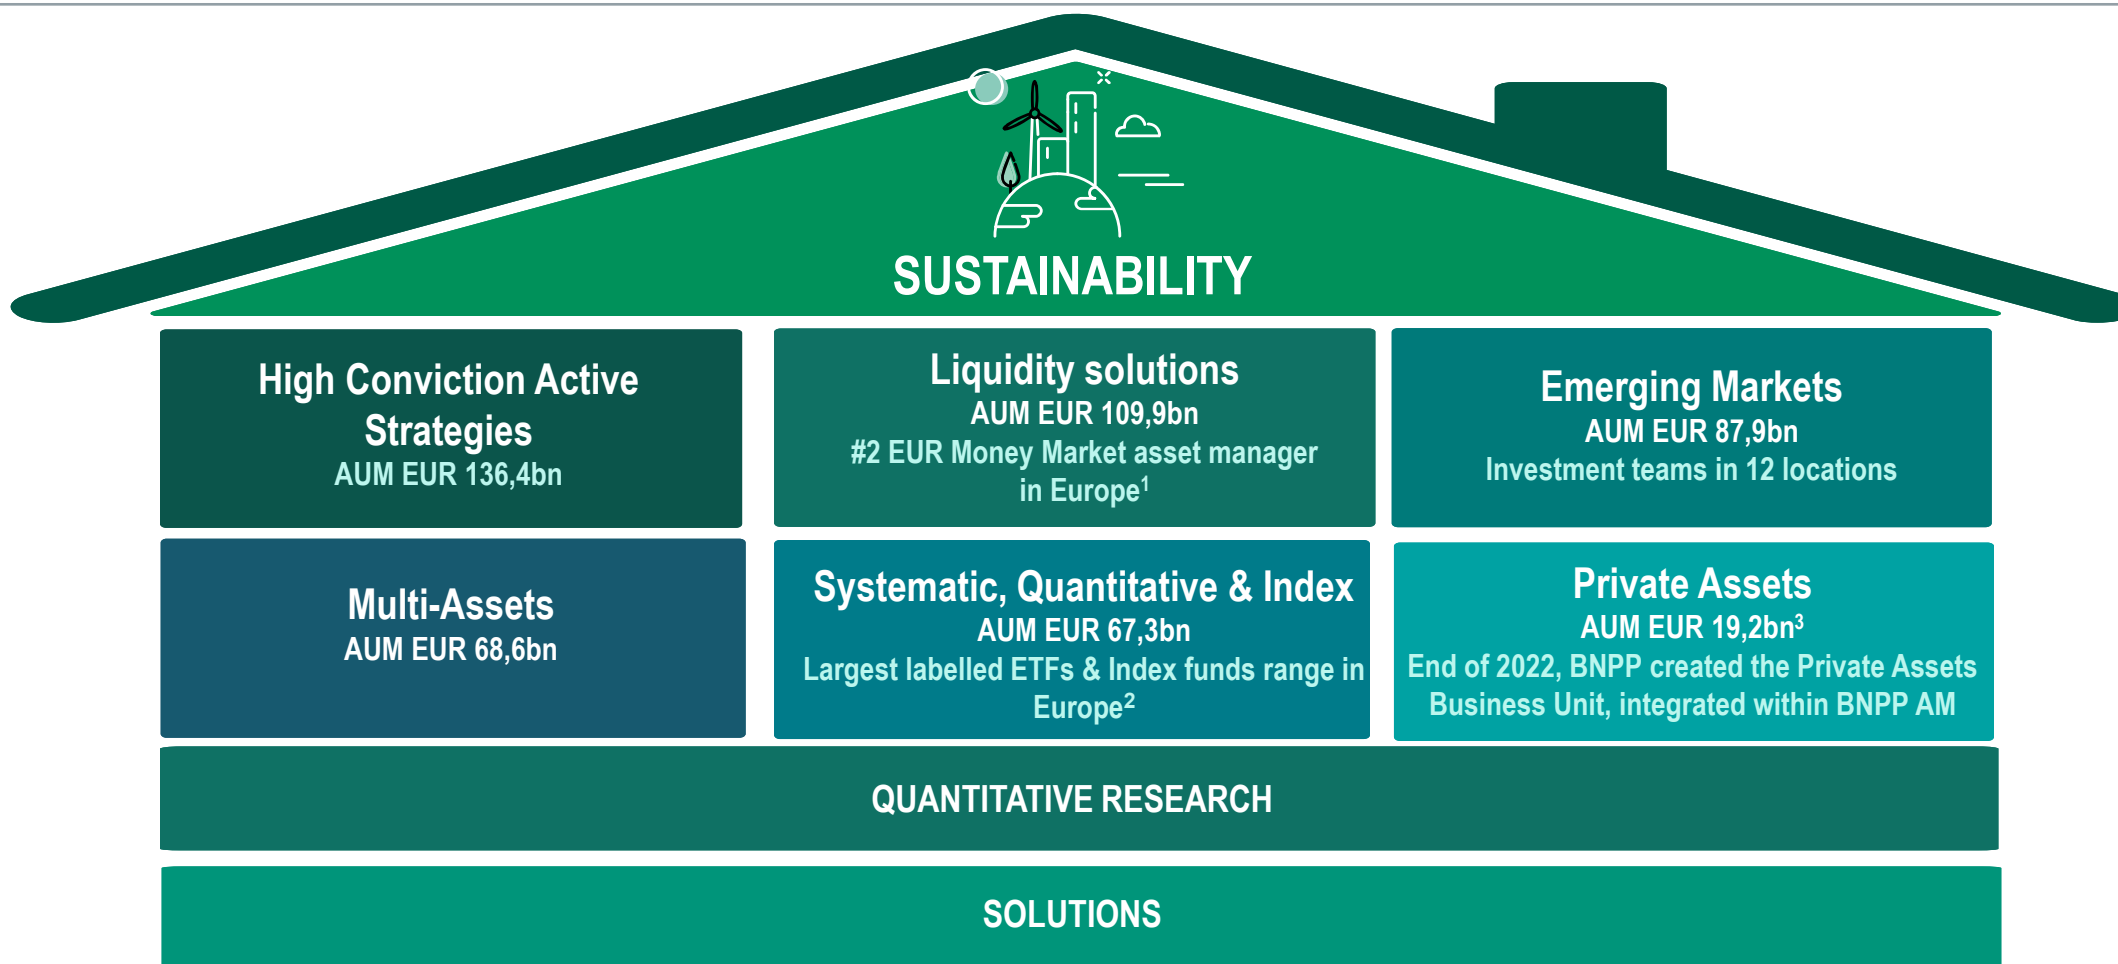 SUSTAINABILITY
High Conviction Active
Strategies
AUM EUR 136,4bn
Liquidity solutions
AUM EUR 109,9bn
#2 EUR Money Market asset manager
in Europe¹
Emerging Markets
AUM EUR 87,9bn
Investment teams in 12 locations
Multi-Assets
AUM EUR 68,6bn
Systematic, Quantitative & Index
AUM EUR 67,3bn
Largest labelled ETFs & Index funds range in
Europe²
Private Assets
AUM EUR 19,2bn³
End of 2022, BNPP created the Private Assets
Business Unit, integrated within BNPP AM
QUANTITATIVE RESEARCH
SOLUTIONS